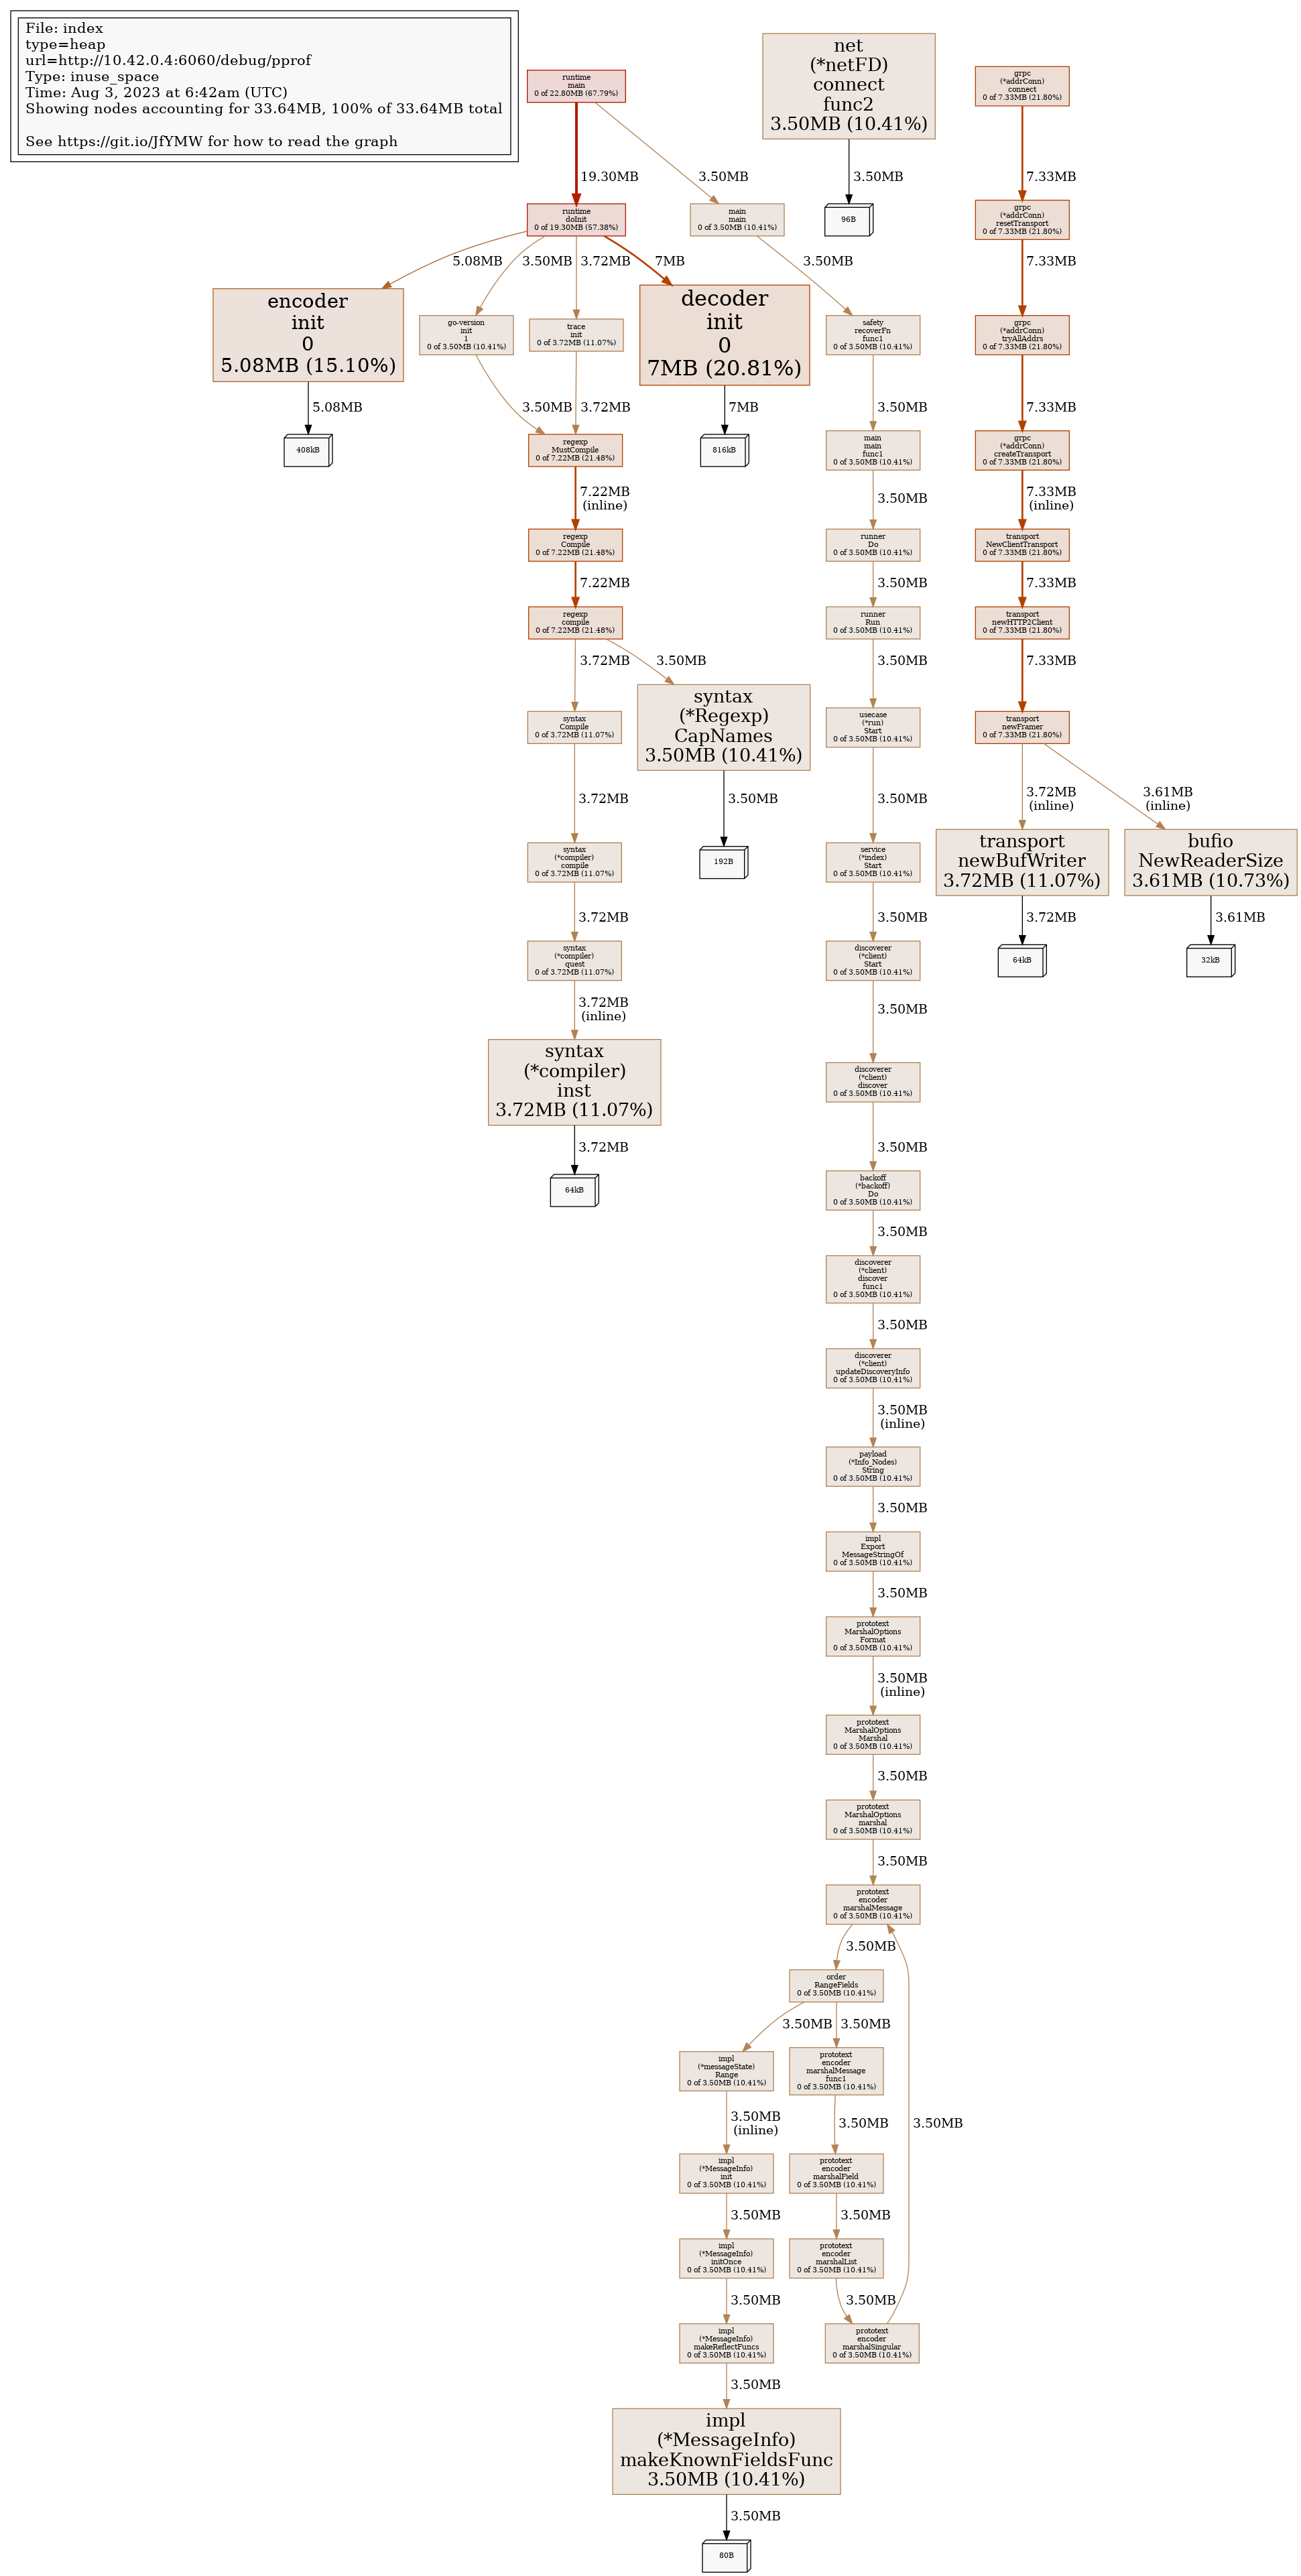 File: index
type=heap
url=http://10.42.0.4:6060/debug/pprof
Type: inuse_space
Time: Aug 3, 2023 at 6:42am (UTC)
Showing nodes accounting for 33.64MB, 100% of 33.64MB total
See https://git.io/JfYMW for how to read the graph
runtime
main
0 of 22.80MB (67.79%)
net
(*netFD)
connect
func2
3.50MB (10.41%)
grpc
(*addrConn)
connect
0 of 7.33MB (21.80%)
19.30MB
3.50MB
3.50MB
7.33MB
runtime
doInit
0 of 19.30MB (57.38%)
main
main
0 of 3.50MB (10.41%)
96B
grpc
(*addrConn)
resetTransport
0 of 7.33MB (21.80%)
5.08MB
3.50MB
3.72MB
7MB
3.50MB
7.33MB
encoder
init
0
5.08MB (15.10%)
go-version
init
1
0 of 3.50MB (10.41%)
trace
init
0 of 3.72MB (11.07%)
decoder
init
0
7MB (20.81%)
safety
recoverFn
func1
0 of 3.50MB (10.41%)
grpc
(*addrConn)
tryAllAddrs
0 of 7.33MB (21.80%)
5.08MB
3.50MB
3.72MB
7MB
3.50MB
7.33MB
408kB
regexp
MustCompile
0 of 7.22MB (21.48%)
816kB
main
main
func1
0 of 3.50MB (10.41%)
grpc
(*addrConn)
createTransport
0 of 7.33MB (21.80%)
7.22MB
(inline)
3.50MB
7.33MB
(inline)
regexp
Compile
0 of 7.22MB (21.48%)
runner
Do
0 of 3.50MB (10.41%)
transport
NewClientTransport
0 of 7.33MB (21.80%)
7.22MB
3.50MB
7.33MB
regexp
compile
0 of 7.22MB (21.48%)
runner
Run
0 of 3.50MB (10.41%)
transport
newHTTP2Client
0 of 7.33MB (21.80%)
3.72MB
3.50MB
3.50MB
7.33MB
syntax
Compile
0 of 3.72MB (11.07%)
syntax
(*Regexp)
CapNames
3.50MB (10.41%)
usecase
(*run)
Start
0 of 3.50MB (10.41%)
transport
newFramer
0 of 7.33MB (21.80%)
3.72MB
3.50MB
3.50MB
3.72MB
(inline)
3.61MB
(inline)
syntax
(*compiler)
compile
0 of 3.72MB (11.07%)
192B
service
(*index)
Start
0 of 3.50MB (10.41%)
transport
newBufWriter
3.72MB (11.07%)
bufio
NewReaderSize
3.61MB (10.73%)
3.72MB
3.50MB
3.72MB
3.61MB
syntax
(*compiler)
quest
0 of 3.72MB (11.07%)
discoverer
(*client)
Start
0 of 3.50MB (10.41%)
64kB
32kB
3.72MB
(inline)
3.50MB
syntax
(*compiler)
inst
3.72MB (11.07%)
discoverer
(*client)
discover
0 of 3.50MB (10.41%)
3.72MB
3.50MB
64kB
backoff
(*backoff)
Do
0 of 3.50MB (10.41%)
3.50MB
discoverer
(*client)
discover
func1
0 of 3.50MB (10.41%)
3.50MB
discoverer
(*client)
updateDiscoveryInfo
0 of 3.50MB (10.41%)
3.50MB
(inline)
payload
(*Info_Nodes)
String
0 of 3.50MB (10.41%)
3.50MB
impl
Export
MessageStringOf
0 of 3.50MB (10.41%)
3.50MB
prototext
MarshalOptions
Format
0 of 3.50MB (10.41%)
3.50MB
(inline)
prototext
MarshalOptions
Marshal
0 of 3.50MB (10.41%)
3.50MB
prototext
MarshalOptions
marshal
0 of 3.50MB (10.41%)
3.50MB
prototext
encoder
marshalMessage
0 of 3.50MB (10.41%)
3.50MB
order
RangeFields
0 of 3.50MB (10.41%)
3.50MB
3.50MB
impl
(*messageState)
Range
0 of 3.50MB (10.41%)
prototext
encoder
marshalMessage
func1
0 of 3.50MB (10.41%)
3.50MB
(inline)
3.50MB
3.50MB
impl
(*MessageInfo)
init
0 of 3.50MB (10.41%)
prototext
encoder
marshalField
0 of 3.50MB (10.41%)
3.50MB
3.50MB
impl
(*MessageInfo)
initOnce
0 of 3.50MB (10.41%)
prototext
encoder
marshalList
0 of 3.50MB (10.41%)
3.50MB
3.50MB
impl
(*MessageInfo)
makeReflectFuncs
0 of 3.50MB (10.41%)
prototext
encoder
marshalSingular
0 of 3.50MB (10.41%)
3.50MB
impl
(*MessageInfo)
makeKnownFieldsFunc
3.50MB (10.41%)
3.50MB
80B